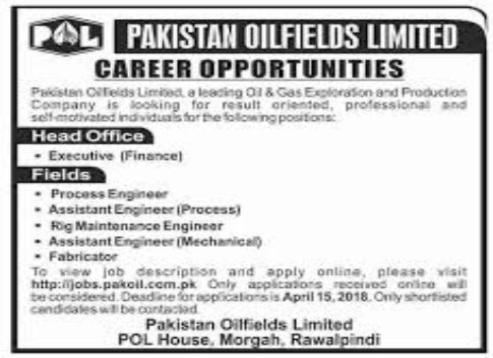 POL PAKISTAN OILFIELDS LIMITED
CAREER OPPORTUNITIES
Pakistan Oilfields Limited, a leading Oil & Gas Exploration and Production
Company is looking for result oriented, professional and
self-motivated individuals for the following positions:
Head Office
• Executive (Finance)
Fields
• Process Engineer
• Assistant Engineer (Process)
• Rig Maintenance Engineer
• Assistant Engineer (Mechanical)
• Fabricator
To view job description and apply online, please visit
http://jobs.pakoil.com.pk Only applications received online will
be considered. Deadline for applications is April 15, 2018. Only shortlisted
candidates will be contacted.
Pakistan Oilfields Limited
POL House, Morgah, Rawalpindi